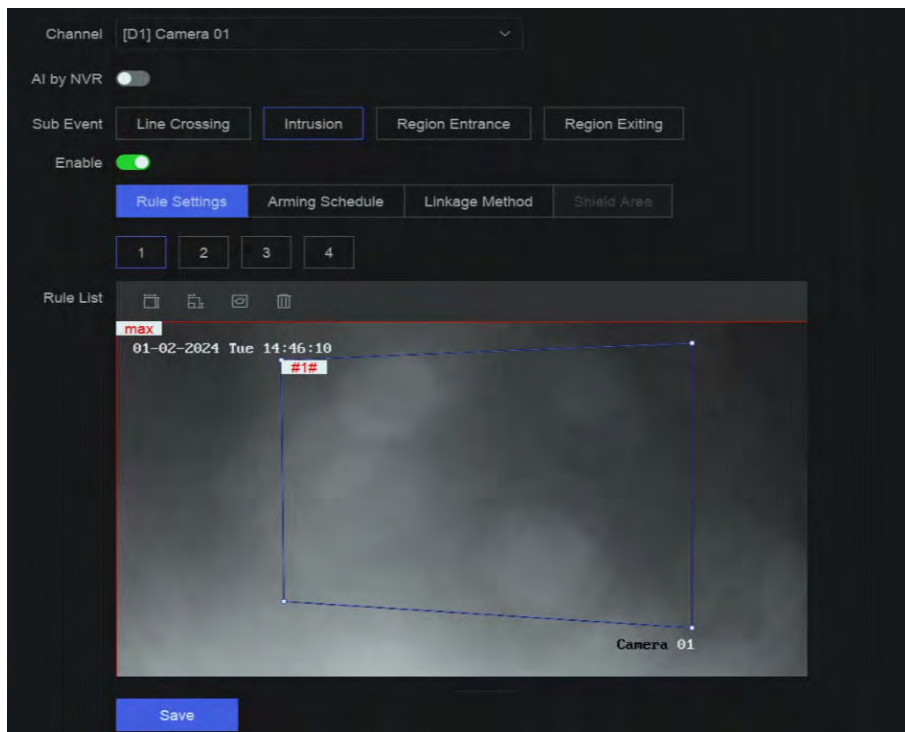 Channel [D1] Camera 01
AI by NVR
Sub Event Line Crossing Intrusion Region Entrance Region Exiting
Enable
Rule Settings Arming Schedule Linkage Method Shield Area
1 2 3 4
Rule List
max
01-02-2024 Tue 14:46:10
#1#
Camera 01
Save